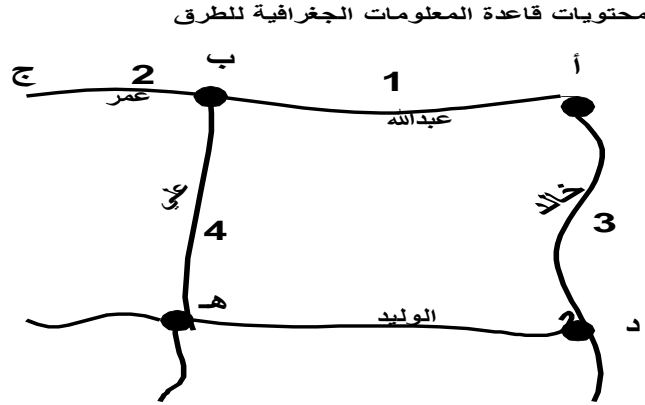 محتويات قاعدة المعلومات الجغرافية للطرق
أ
ب
ج
1
2
عبدالله
عمر
خالد
3
علي
4
هـ
الوليد
د